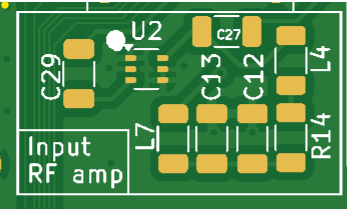 U2
C27
C29
C13
C12
L4
L7
R14
Input
RF amp